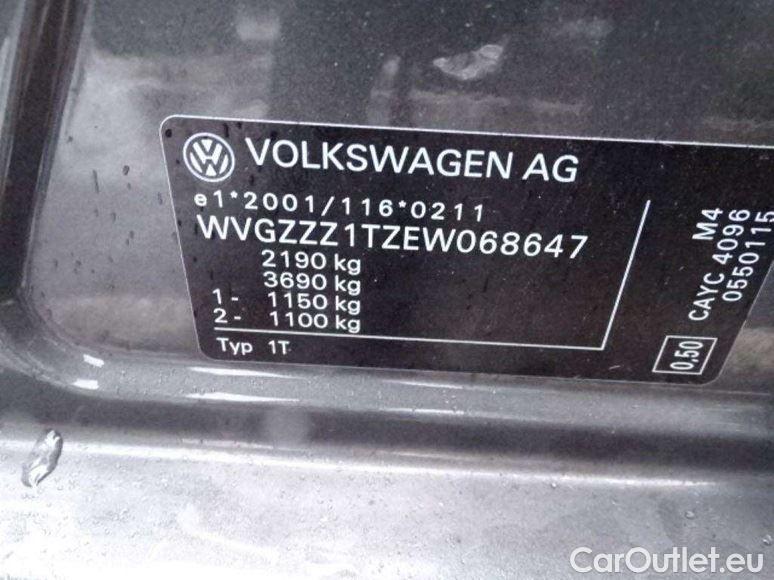 VW VOLKSWAGEN AG
e1*2001/116*0211
WVGZZZ1TZEW068647
2190 kg
3690 kg
1 - 1150 kg
2 - 1100 kg
Typ 1T
M4
CAYC 4096
0550115
0,50
CarOutlet.eu